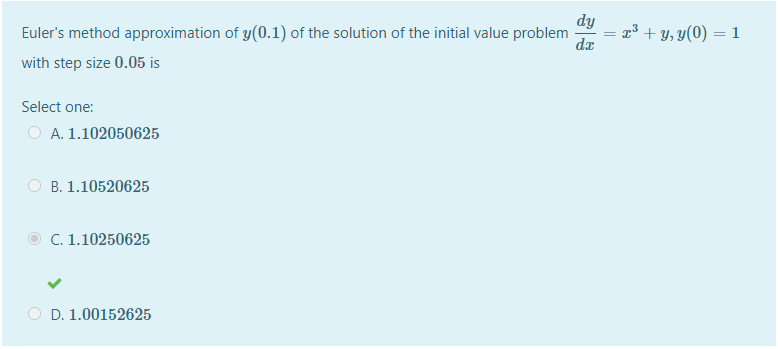 Euler's method approximation of y(0.1) of the solution of the initial value problem dy/dx = x³ + y, y(0) = 1
with step size 0.05 is
Select one:
A. 1.102050625
B. 1.10520625
C. 1.10250625
D. 1.00152625